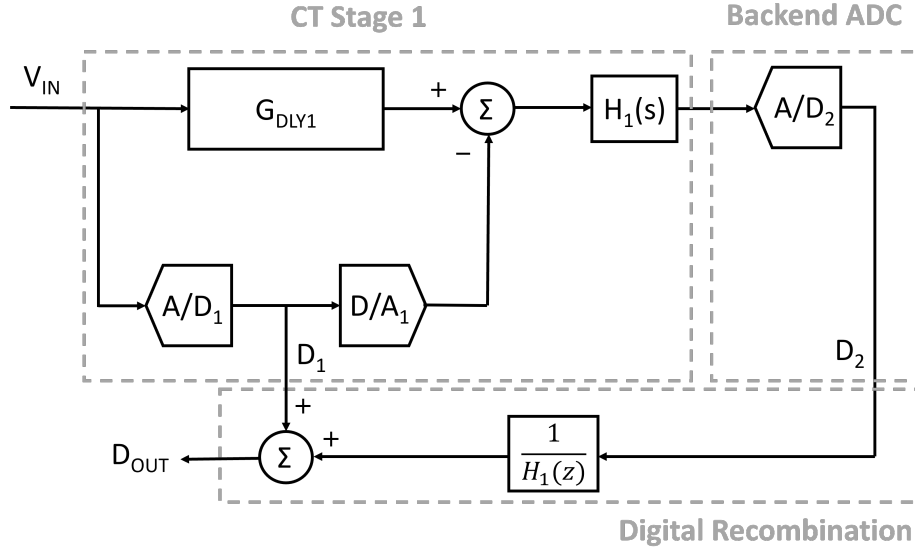 CT Stage 1
Backend ADC
V_IN
G_DLY1
+
Σ
H_1(s)
A/D_2
−
A/D_1
D/A_1
D_1
D_2
+
D_OUT
Σ
+
1
H_1(z)
Digital Recombination